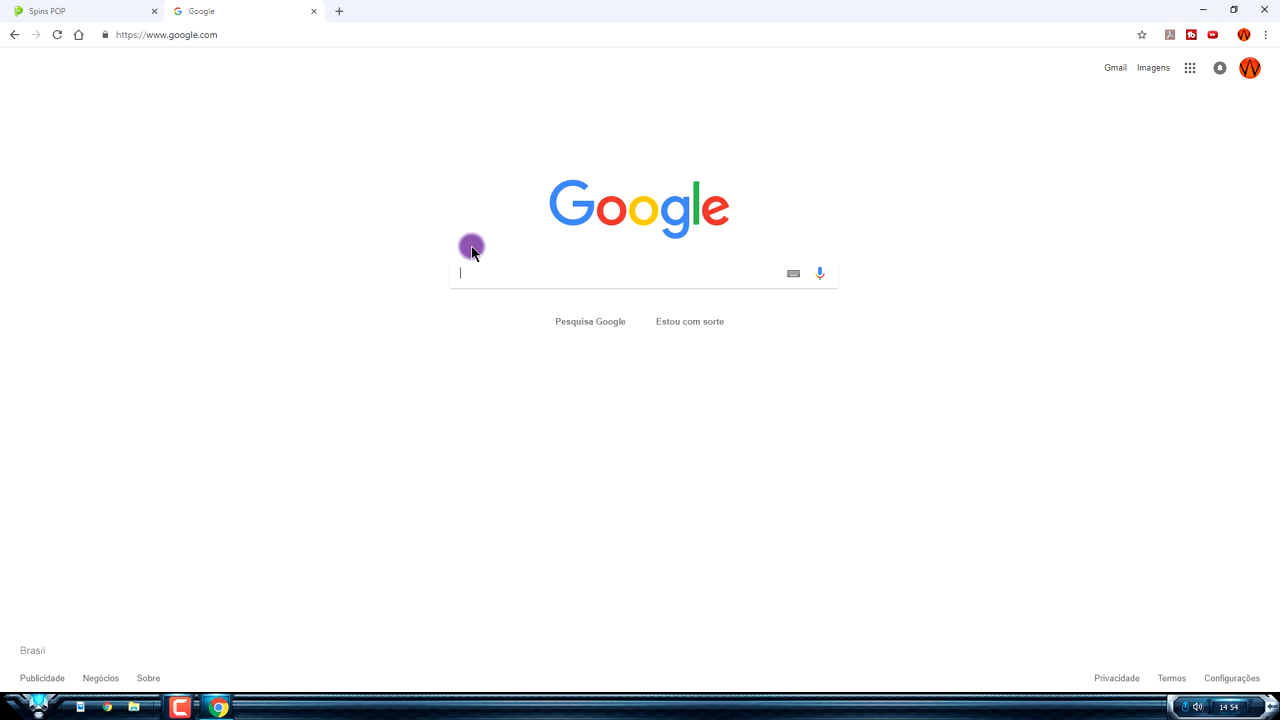 Spins POP
Google
https://www.google.com
Gmail
Imagens
Google
Pesquisa Google
Estou com sorte
Brasil
Publicidade
Negócios
Sobre
Privacidade
Termos
Configurações
14 54